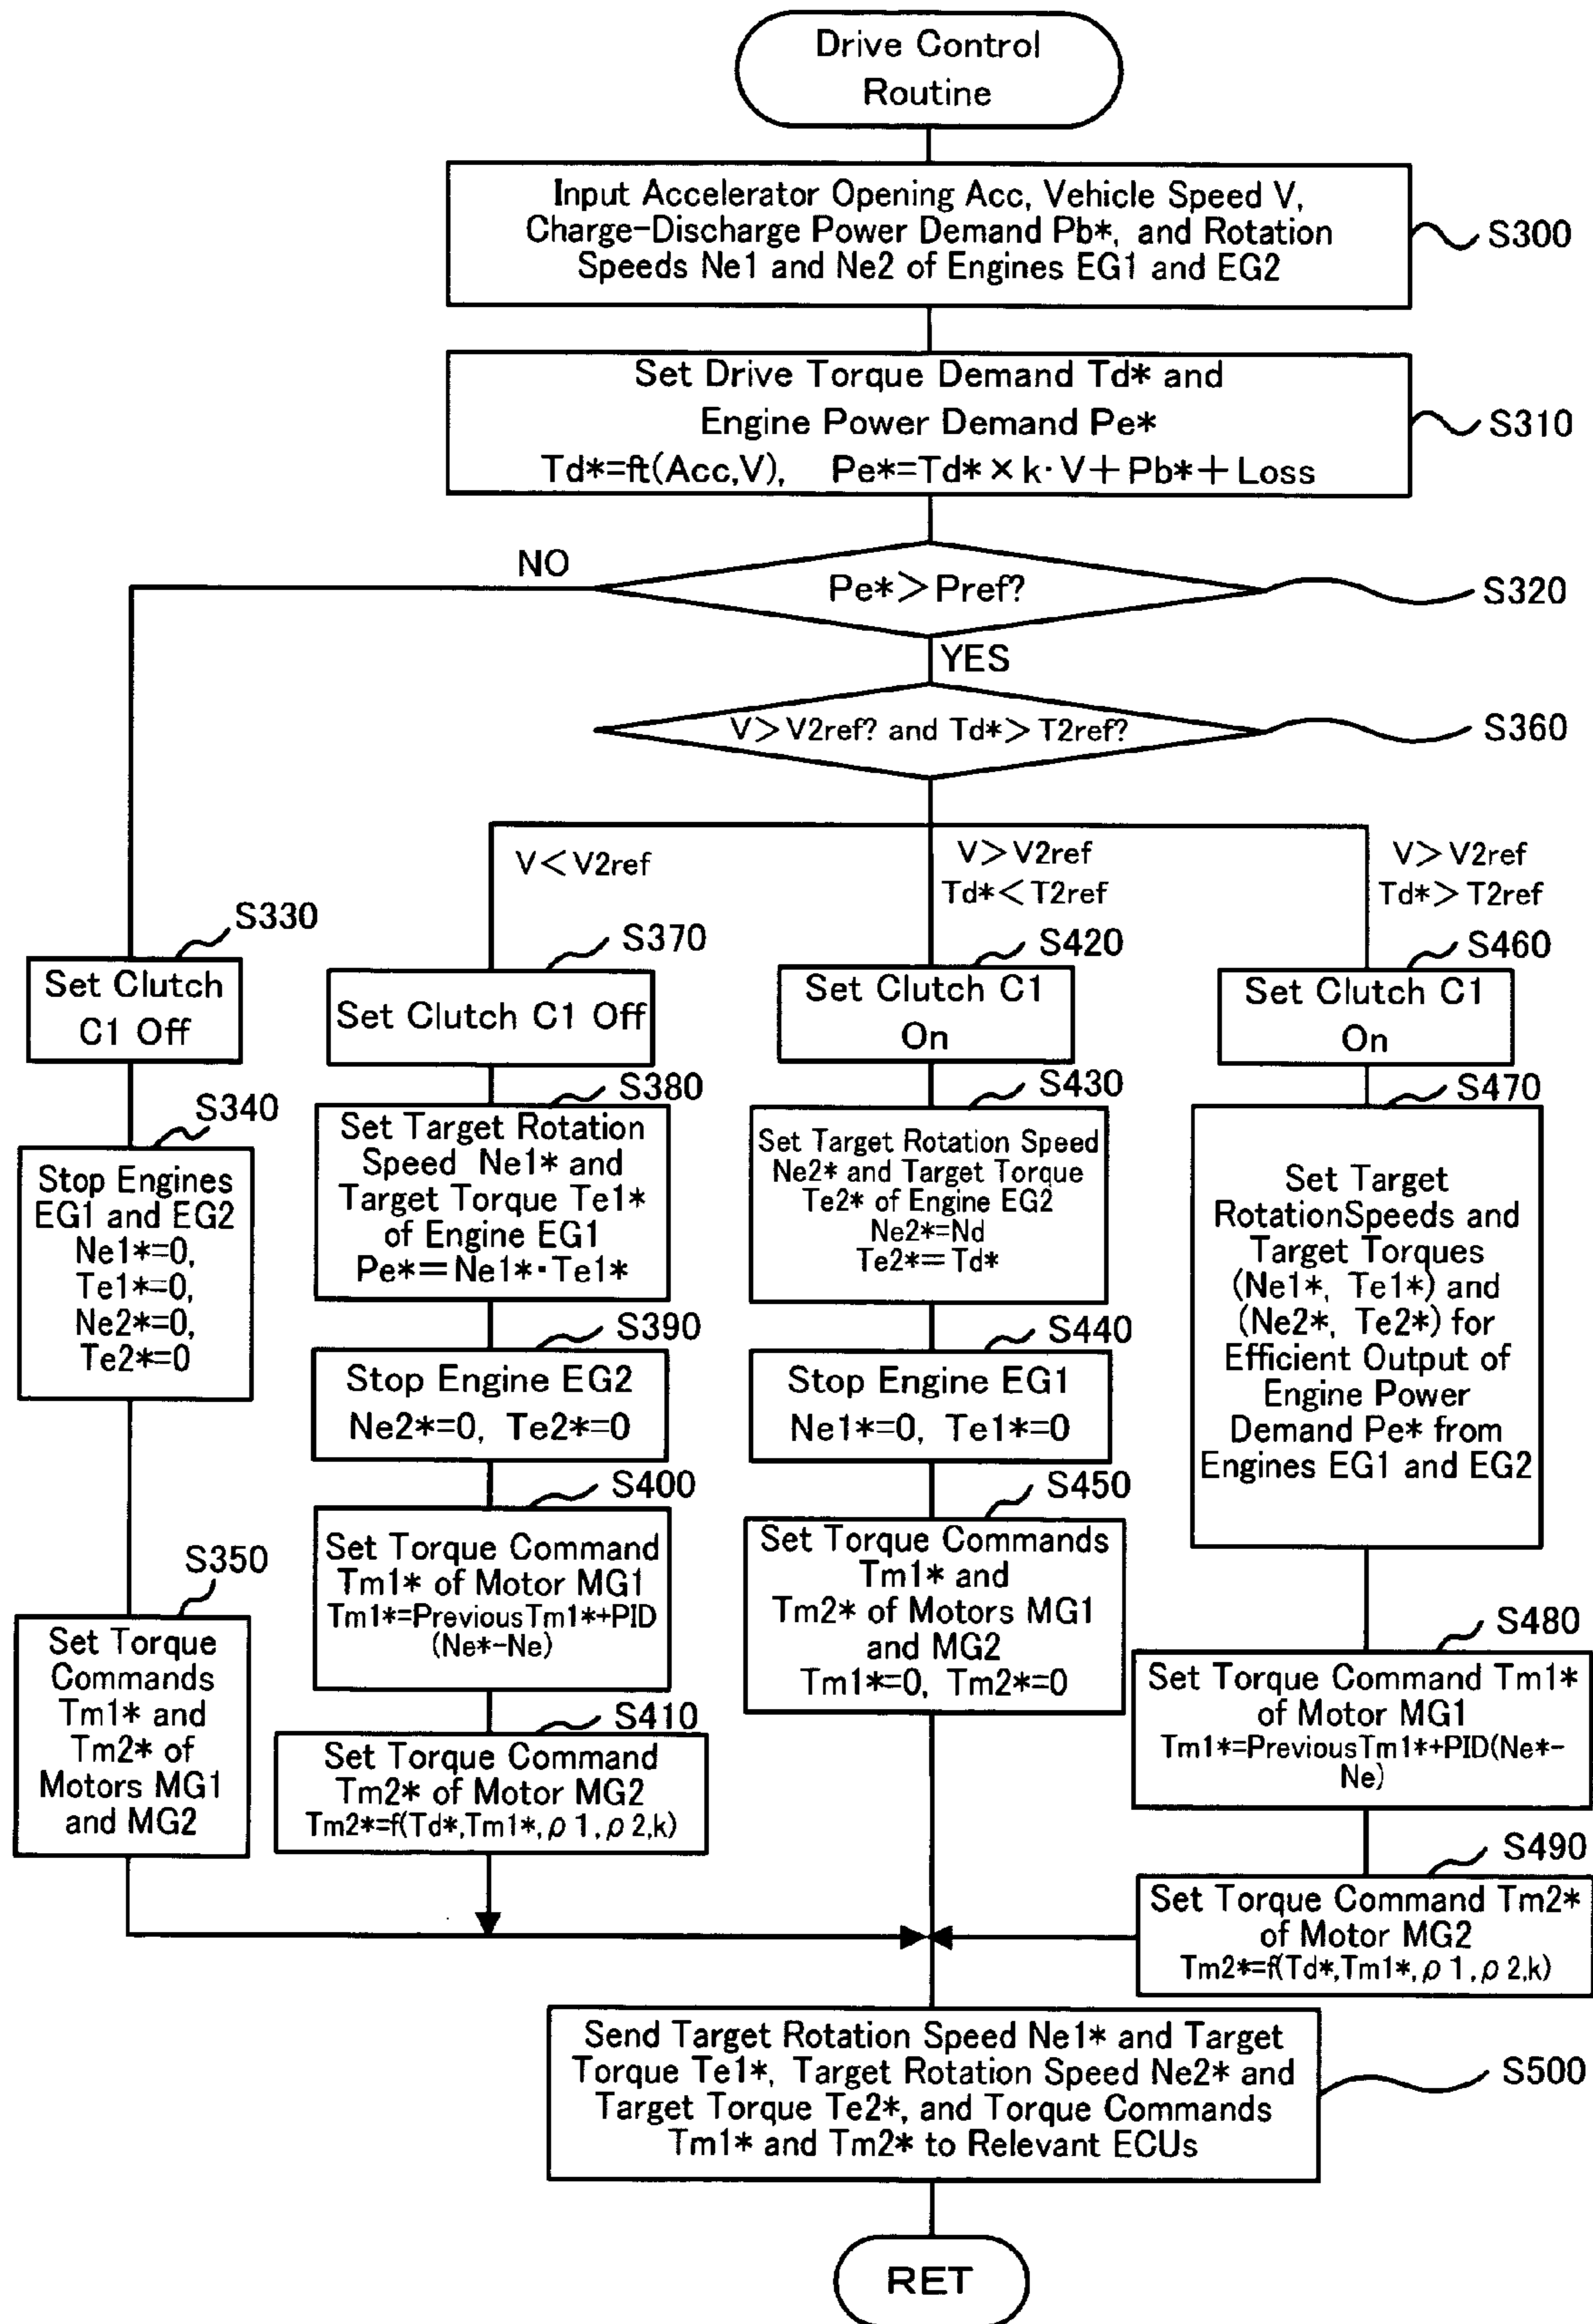 Drive Control
Routine
Input Accelerator Opening Acc, Vehicle Speed V,
Charge-Discharge Power Demand Pb*, and Rotation
Speeds Ne1 and Ne2 of Engines EG1 and EG2
S300
Set Drive Torque Demand Td* and
Engine Power Demand Pe*
Td*=ft(Acc,V), Pe*=Td*×k·V+Pb*+Loss
S310
NO
Pe*>Pref?
S320
YES
V>V2ref? and Td*>T2ref?
S360
V<V2ref
V>V2ref
Td*<T2ref
V>V2ref
Td*>T2ref
S330
Set Clutch
C1 Off
S340
Stop Engines
EG1 and EG2
Ne1*=0,
Te1*=0,
Ne2*=0,
Te2*=0
S350
Set Torque
Commands
Tm1* and
Tm2* of
Motors MG1
and MG2
S370
Set Clutch C1 Off
S380
Set Target Rotation
Speed Ne1* and
Target Torque Te1*
of Engine EG1
Pe*=Ne1*·Te1*
S390
Stop Engine EG2
Ne2*=0, Te2*=0
S400
Set Torque Command
Tm1* of Motor MG1
Tm1*=PreviousTm1*+PID
(Ne*-Ne)
S410
Set Torque Command
Tm2* of Motor MG2
Tm2*=f(Td*,Tm1*,ρ1,ρ2,k)
S420
Set Clutch C1
On
S430
Set Target Rotation Speed
Ne2* and Target Torque
Te2* of Engine EG2
Ne2*=Nd
Te2*=Td*
S440
Stop Engine EG1
Ne1*=0, Te1*=0
S450
Set Torque Commands
Tm1* and
Tm2* of Motors MG1
and MG2
Tm1*=0, Tm2*=0
S460
Set Clutch C1
On
S470
Set Target
RotationSpeeds and
Target Torques
(Ne1*, Te1*) and
(Ne2*, Te2*) for
Efficient Output of
Engine Power
Demand Pe* from
Engines EG1 and EG2
S480
Set Torque Command Tm1*
of Motor MG1
Tm1*=PreviousTm1*+PID(Ne*-
Ne)
S490
Set Torque Command Tm2*
of Motor MG2
Tm2*=f(Td*,Tm1*,ρ1,ρ2,k)
Send Target Rotation Speed Ne1* and Target
Torque Te1*, Target Rotation Speed Ne2* and
Target Torque Te2*, and Torque Commands
Tm1* and Tm2* to Relevant ECUs
S500
RET